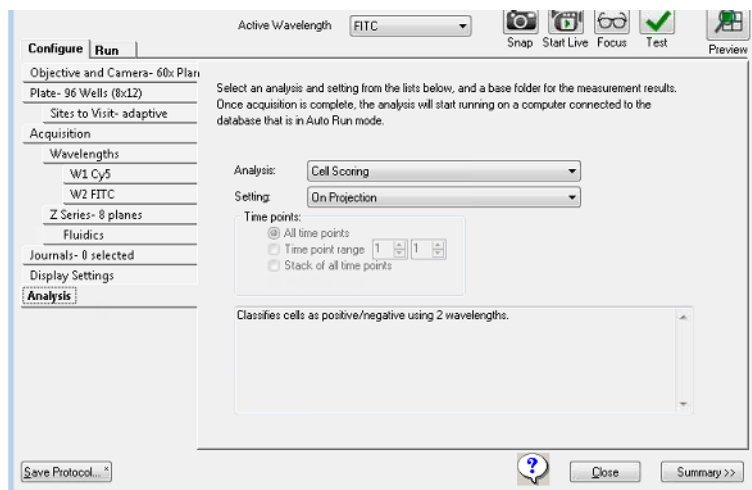 Active Wavelength FITC
Snap Start Live Focus Test Preview
Configure Run
Objective and Camera- 60x Plan
Plate- 96 Wells (8x12)
Sites to Visit- adaptive
Acquisition
Wavelengths
W1 Cy5
W2 FITC
Z Series- 8 planes
Fluidics
Journals- 0 selected
Display Settings
Analysis
Select an analysis and setting from the lists below, and a base folder for the measurement results.
Once acquisition is complete, the analysis will start running on a computer connected to the
database that is in Auto Run mode.
Analysis: Cell Scoring
Setting: On Projection
Time points:
All time points
Time point range 1 1
Stack of all time points
Classifies cells as positive/negative using 2 wavelengths.
Save Protocol... * ? Close Summary >>